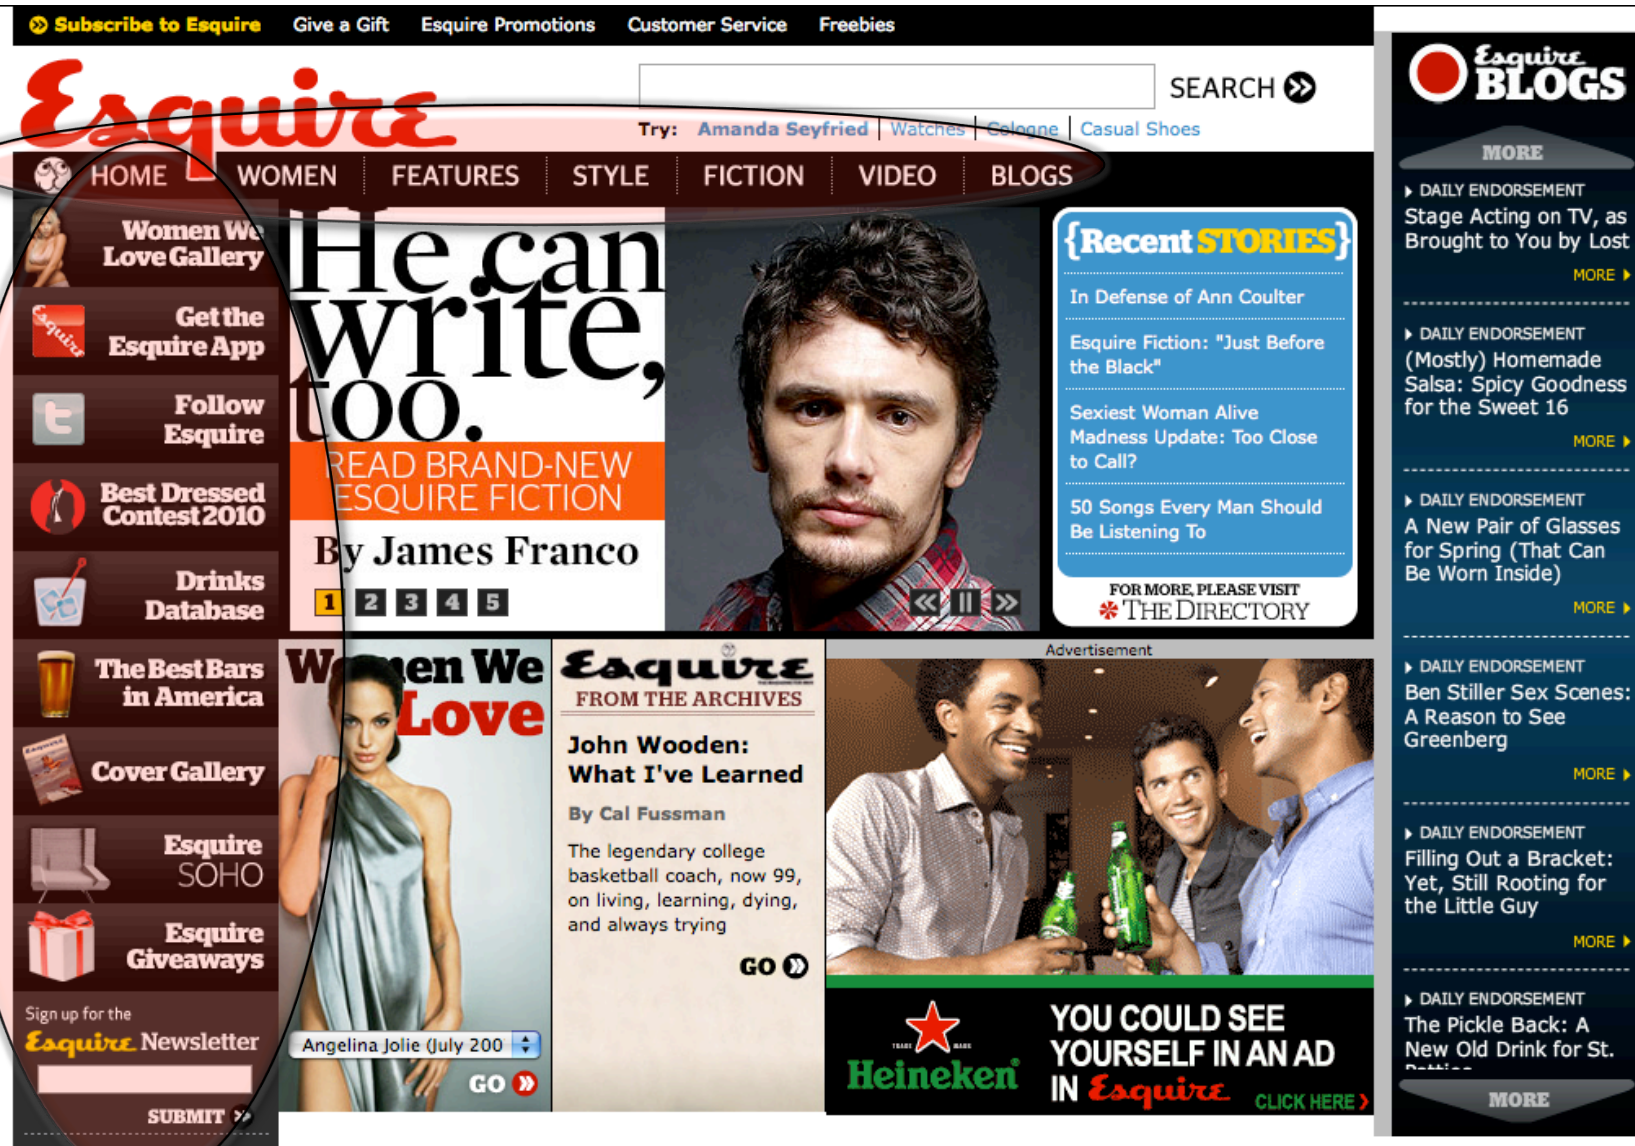 Subscribe to Esquire Give a Gift Esquire Promotions Customer Service Freebies
Esquire
SEARCH
Try: Amanda Seyfried | Watches | Cologne | Casual Shoes
HOME WOMEN FEATURES STYLE FICTION VIDEO BLOGS
Women We
Love Gallery
Get the
Esquire App
Esquire
Follow
Esquire
t
Best Dressed
Contest 2010
Drinks
Database
The Best Bars
in America
Cover Gallery
Esquire
SOHO
Esquire
Giveaways
Sign up for the
Esquire Newsletter
SUBMIT
He can
write,
too.
READ BRAND-NEW
ESQUIRE FICTION
By James Franco
1 2 3 4 5
{Recent STORIES}
In Defense of Ann Coulter
Esquire Fiction: "Just Before
the Black"
Sexiest Woman Alive
Madness Update: Too Close
to Call?
50 Songs Every Man Should
Be Listening To
FOR MORE, PLEASE VISIT
THE DIRECTORY
Women We
Love
Angelina Jolie (July 200
GO
Esquire
FROM THE ARCHIVES
John Wooden:
What I've Learned
By Cal Fussman
The legendary college
basketball coach, now 99,
on living, learning, dying,
and always trying
GO
Advertisement
TRADE MARK
Heineken
YOU COULD SEE
YOURSELF IN AN AD
IN Esquire CLICK HERE
Esquire
BLOGS
MORE
DAILY ENDORSEMENT
Stage Acting on TV, as
Brought to You by Lost
MORE
DAILY ENDORSEMENT
(Mostly) Homemade
Salsa: Spicy Goodness
for the Sweet 16
MORE
DAILY ENDORSEMENT
A New Pair of Glasses
for Spring (That Can
Be Worn Inside)
MORE
DAILY ENDORSEMENT
Ben Stiller Sex Scenes:
A Reason to See
Greenberg
MORE
DAILY ENDORSEMENT
Filling Out a Bracket:
Yet, Still Rooting for
the Little Guy
MORE
DAILY ENDORSEMENT
The Pickle Back: A
New Old Drink for St.
MORE